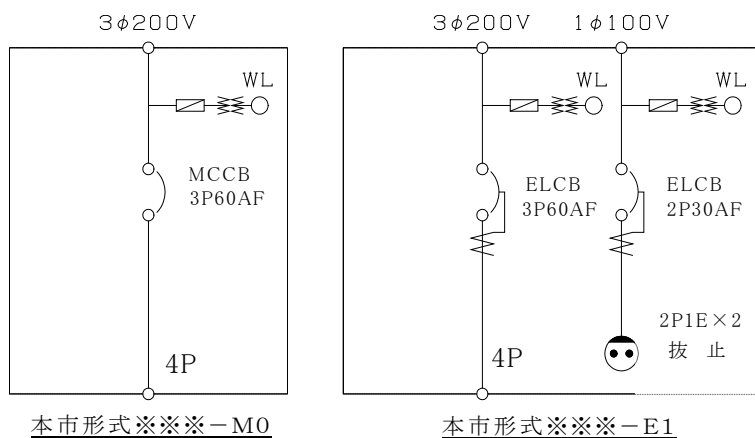 3φ200V
WL
MCCB
3P60AF
4P
本市形式※※※－M0
3φ200V
1φ100V
WL
WL
ELCB
3P60AF
ELCB
2P30AF
2P1E×2
抜 止
4P
本市形式※※※－E1